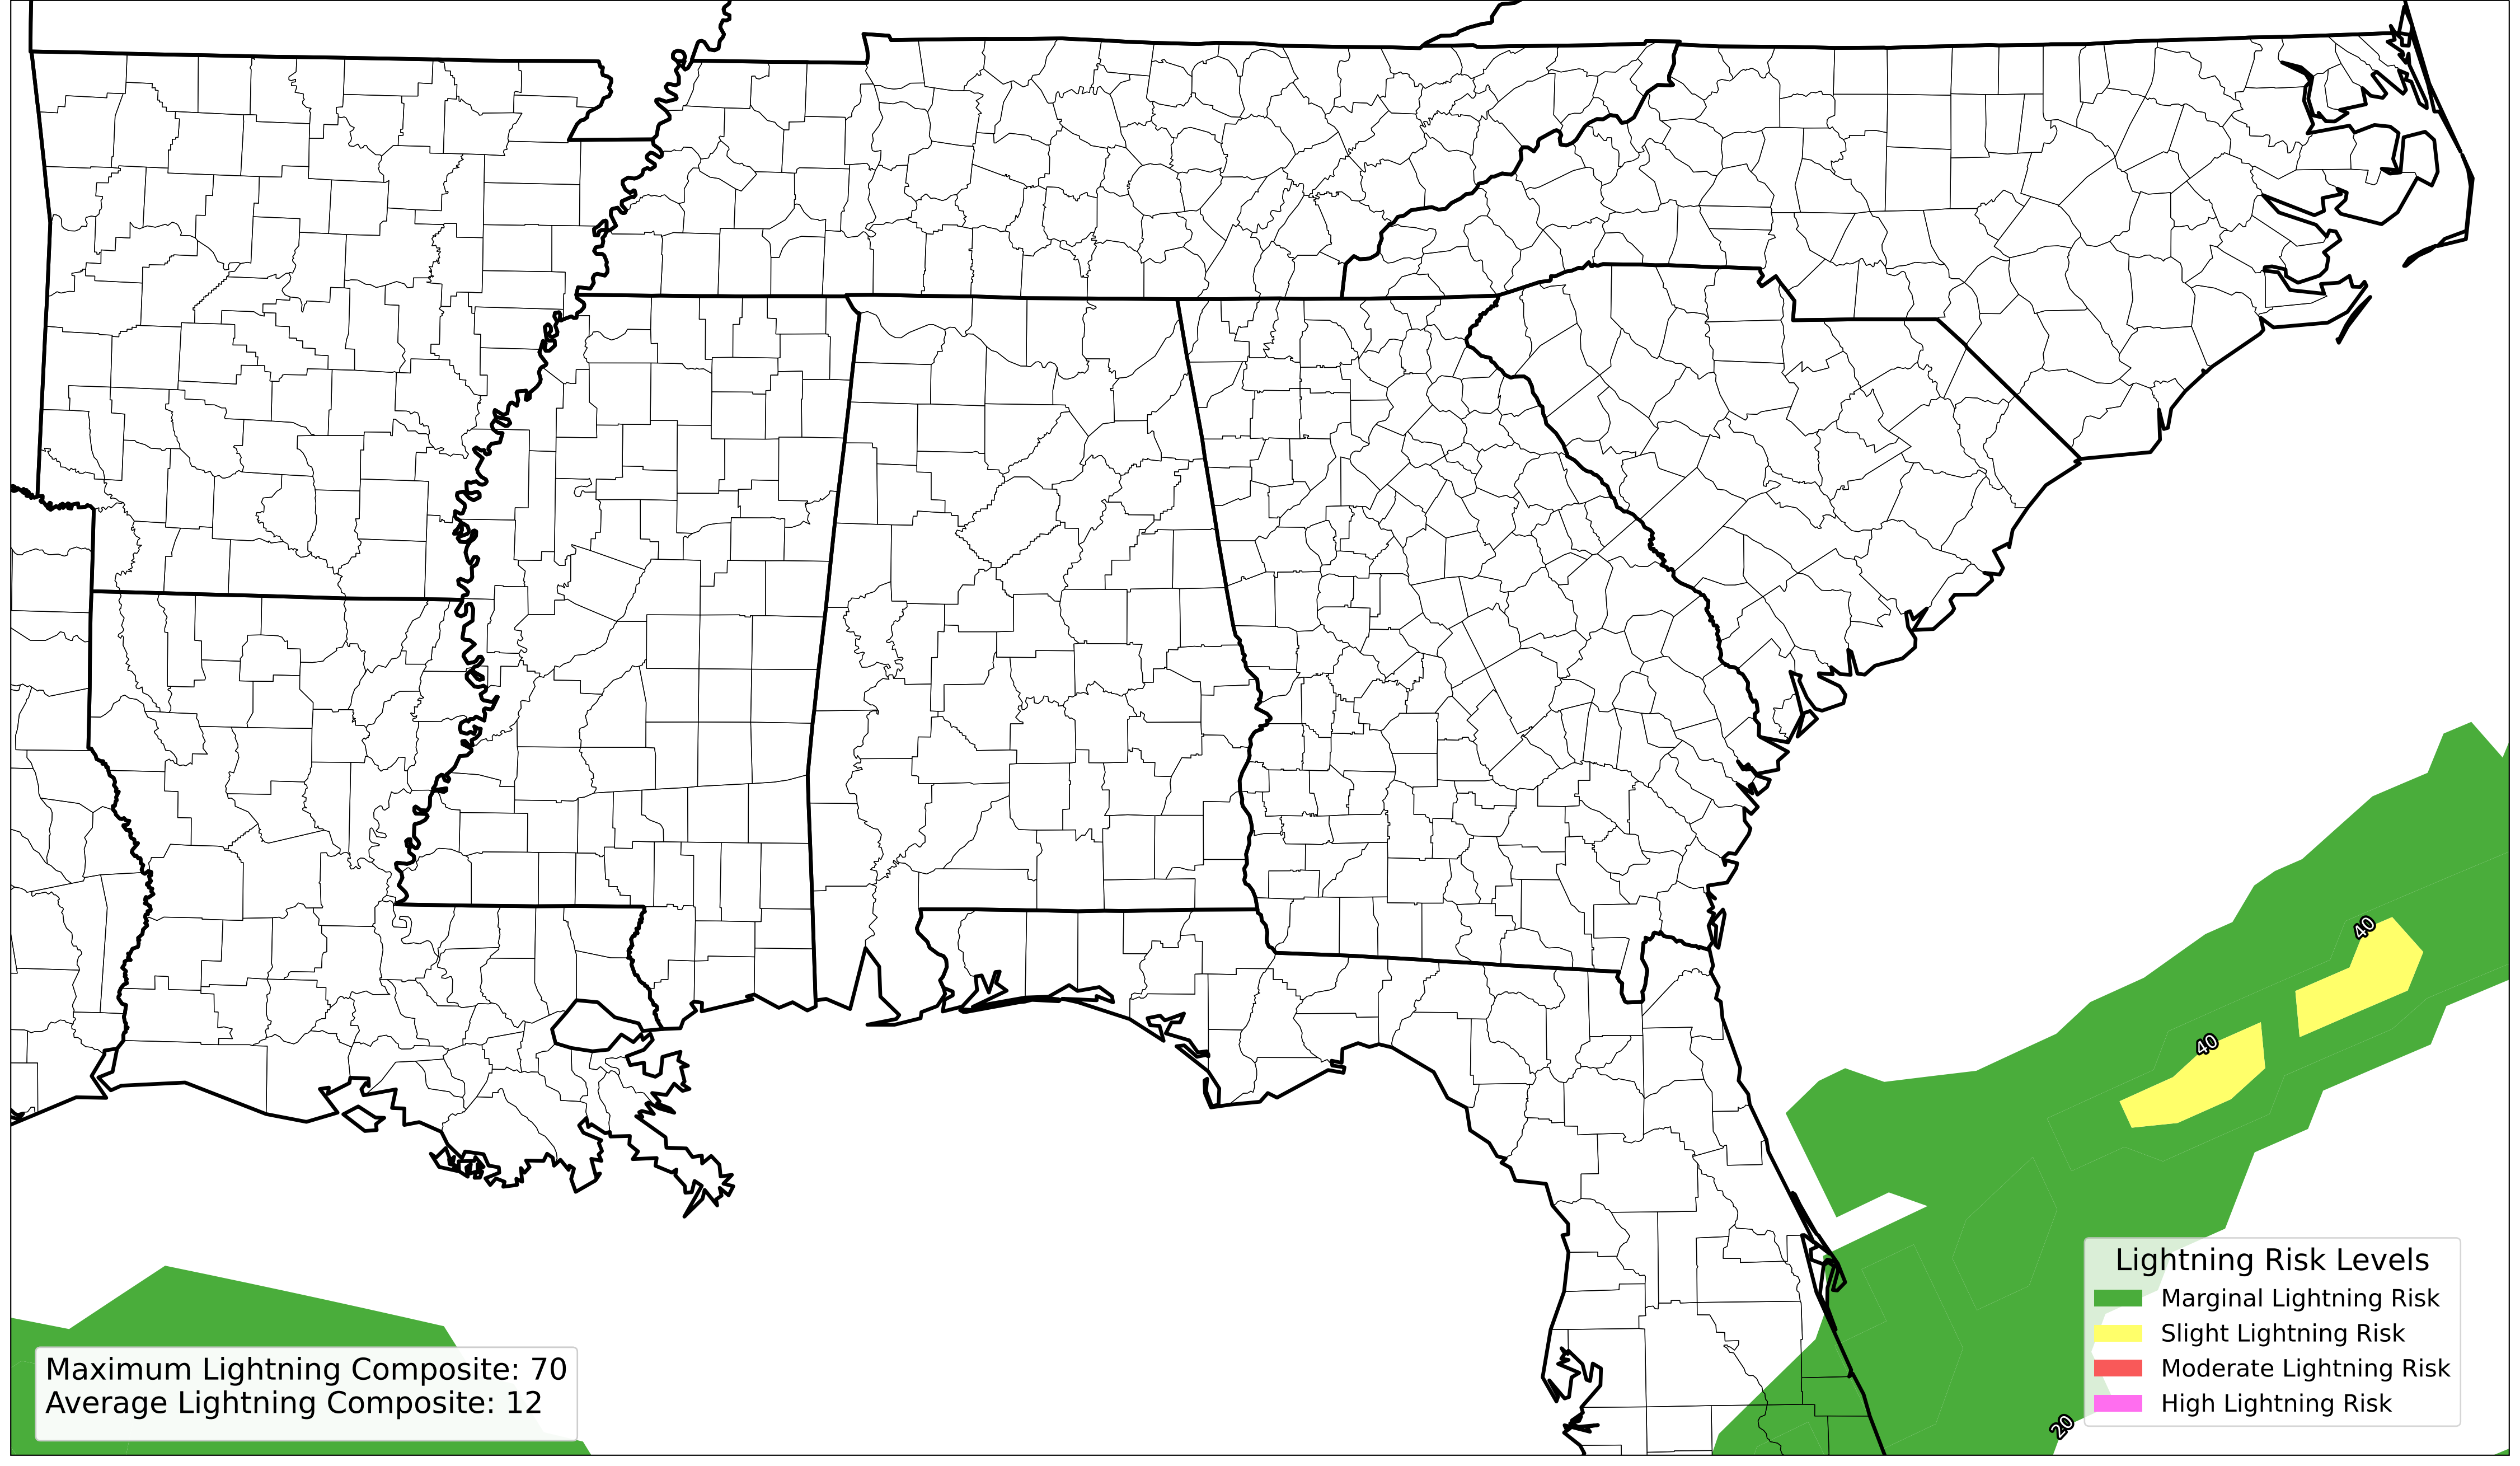 40
40
Lightning Risk Levels
Marginal Lightning Risk
Slight Lightning Risk
Moderate Lightning Risk
High Lightning Risk
Maximum Lightning Composite: 70
Average Lightning Composite: 12
20